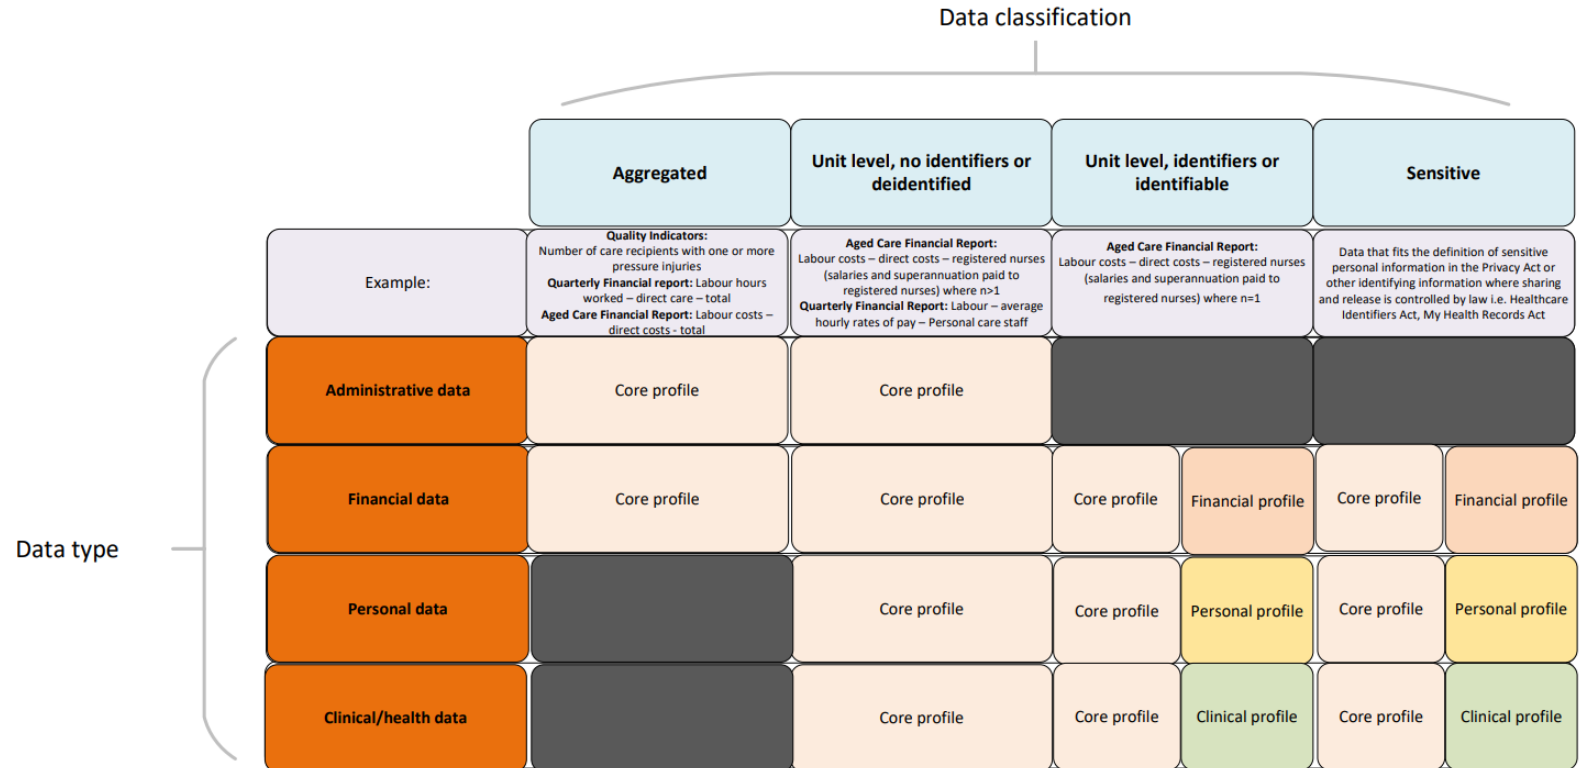 Data classification
Aggregated
Unit level, no identifiers or
deidentified
Unit level, identifiers or
identifiable
Sensitive
Example:
Quality Indicators:
Number of care recipients with one or more
pressure injuries
Quarterly Financial report: Labour hours
worked – direct care – total
Aged Care Financial Report: Labour costs –
direct costs - total
Aged Care Financial Report:
Labour costs – direct costs – registered nurses
(salaries and superannuation paid to
registered nurses) where n>1
Quarterly Financial Report: Labour – average
hourly rates of pay – Personal care staff
Aged Care Financial Report:
Labour costs – direct costs – registered nurses
(salaries and superannuation paid to
registered nurses) where n=1
Data that fits the definition of sensitive
personal information in the Privacy Act or
other identifying information where sharing
and release is controlled by law i.e. Healthcare
Identifiers Act, My Health Records Act
Data type
Administrative data
Core profile
Core profile
Financial data
Core profile
Core profile
Core profile
Financial profile
Core profile
Financial profile
Personal data
Core profile
Core profile
Personal profile
Core profile
Personal profile
Clinical/health data
Core profile
Core profile
Clinical profile
Core profile
Clinical profile